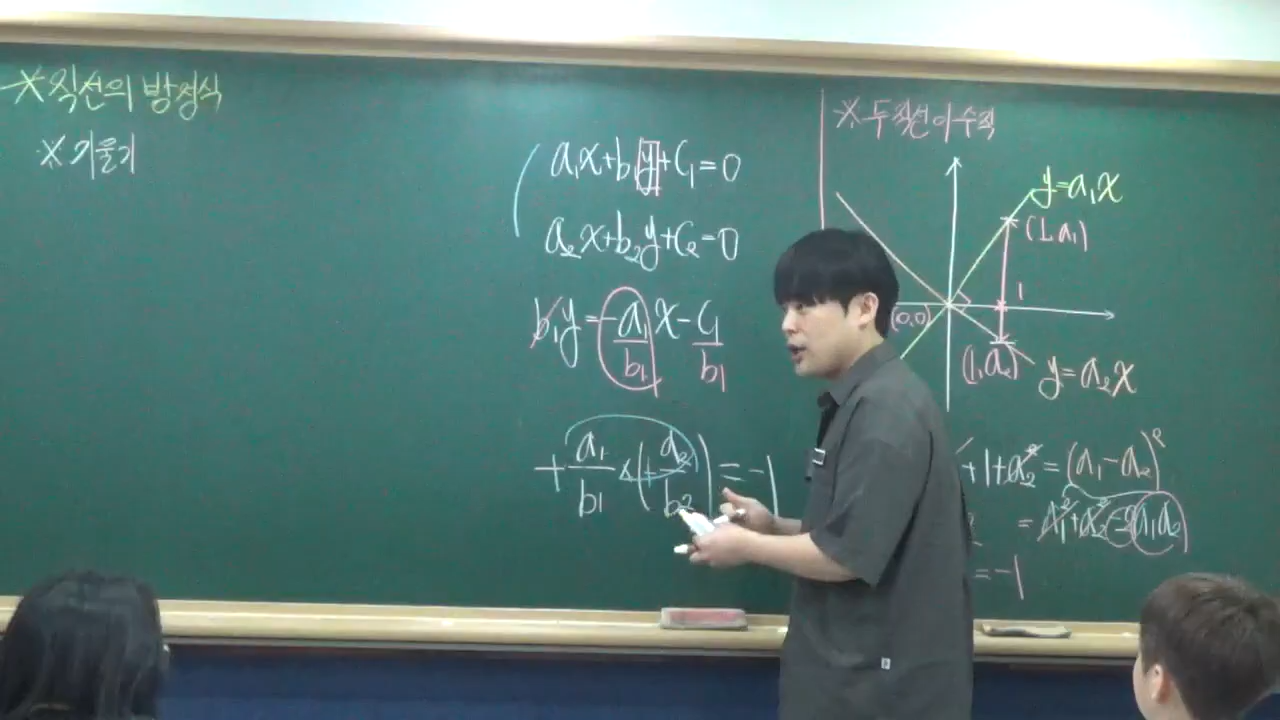 ※직선의 방정식
※기울기
a₁x+b₁y+c₁=0
a₂x+b₂y+c₂=0
b₁y=-a₁/b₁ x-c₁/b₁
+a₁/b₁×(+a₂/b₂)=-1
※두직선이수직
y=a₁x
(1,a₁)
1
(0,0)
(1,a₂)
y=a₂x
+1+a₂²=(a₁-a₂)²
=a₁²+a₂²-2a₁a₂
=-1